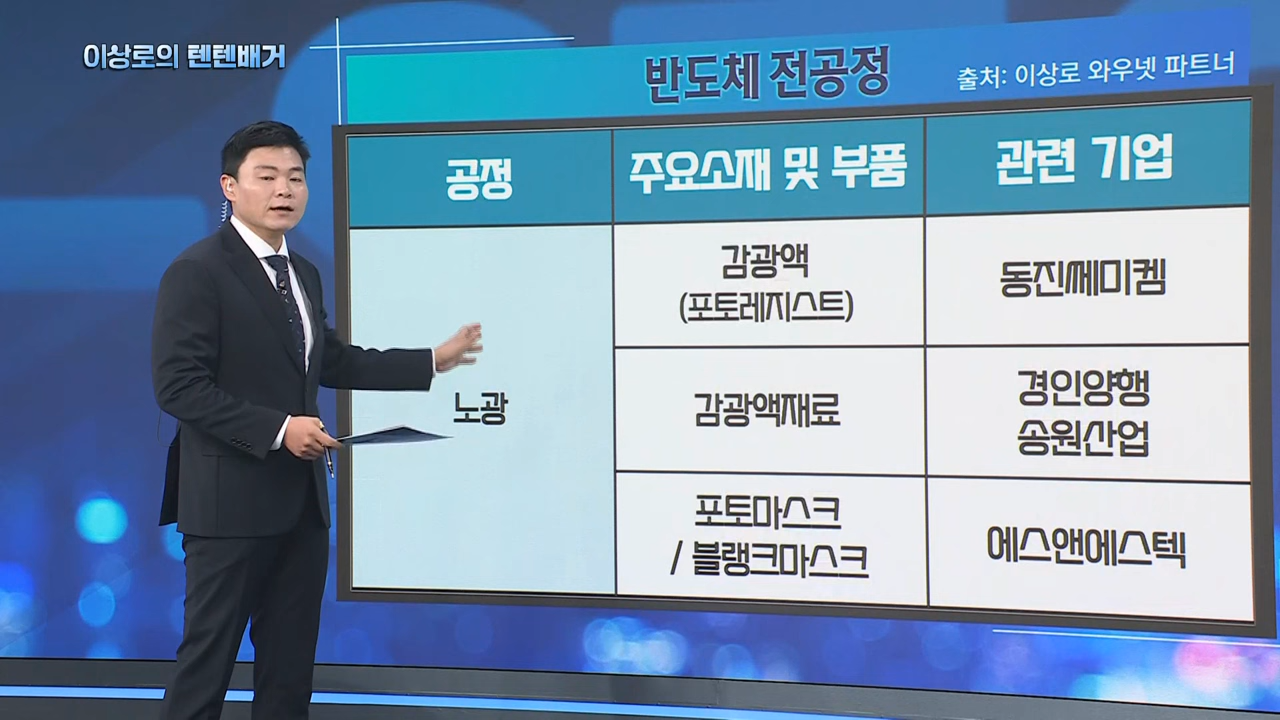 이상로의 텐텐배거
반도체 전공정
출처: 이상로 와우넷 파트너
공정
주요소재 및 부품
관련 기업
노광
감광액
(포토레지스트)
동진쎄미켐
감광액재료
경인양행
송원산업
포토마스크
/ 블랭크마스크
에스앤에스텍